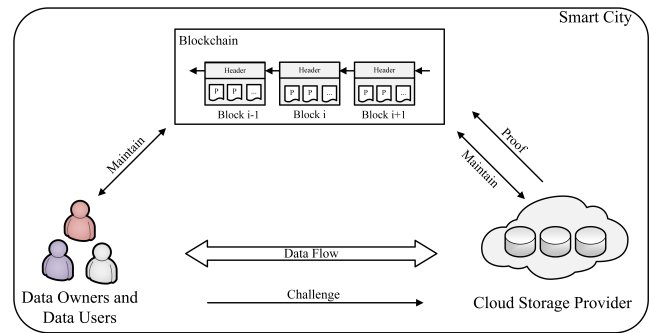 Smart City
Blockchain
Header Header Header
P P ... P P ... P P ...
Block i-1 Block i Block i+1
Maintain
Proof
Maintain
Data Flow
Challenge
Data Owners and
Data Users
Cloud Storage Provider